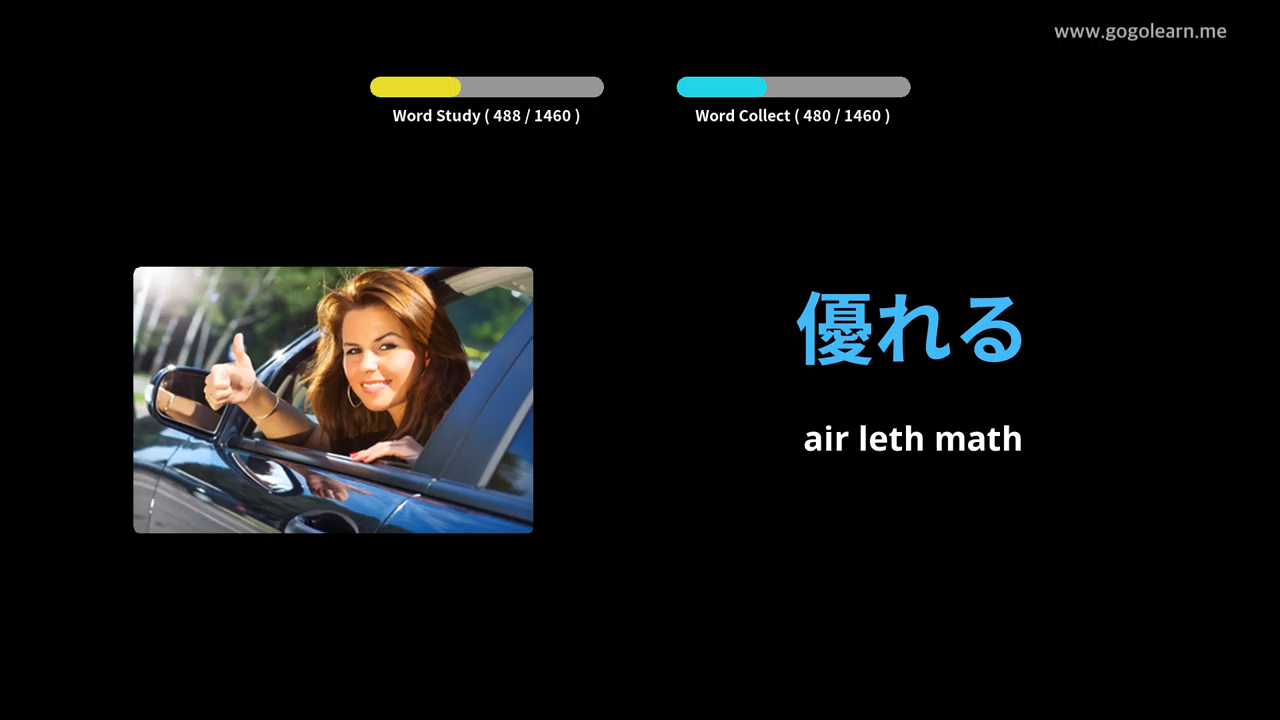 www.gogolearn.me
Word Study ( 488 / 1460 )
Word Collect ( 480 / 1460 )
優れる
air leth math